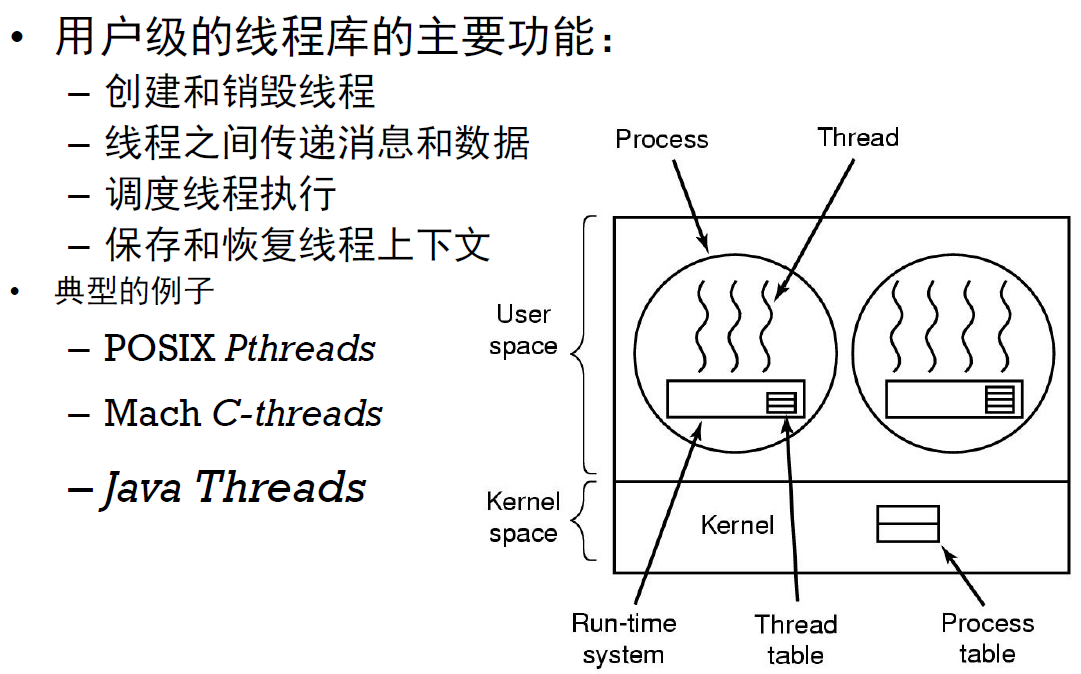 • 用户级的线程库的主要功能：
– 创建和销毁线程
– 线程之间传递消息和数据
– 调度线程执行
– 保存和恢复线程上下文
• 典型的例子
– POSIX Pthreads
– Mach C-threads
– Java Threads
Process
Thread
User
space
Kernel
space
Kernel
Run-time
system
Thread
table
Process
table